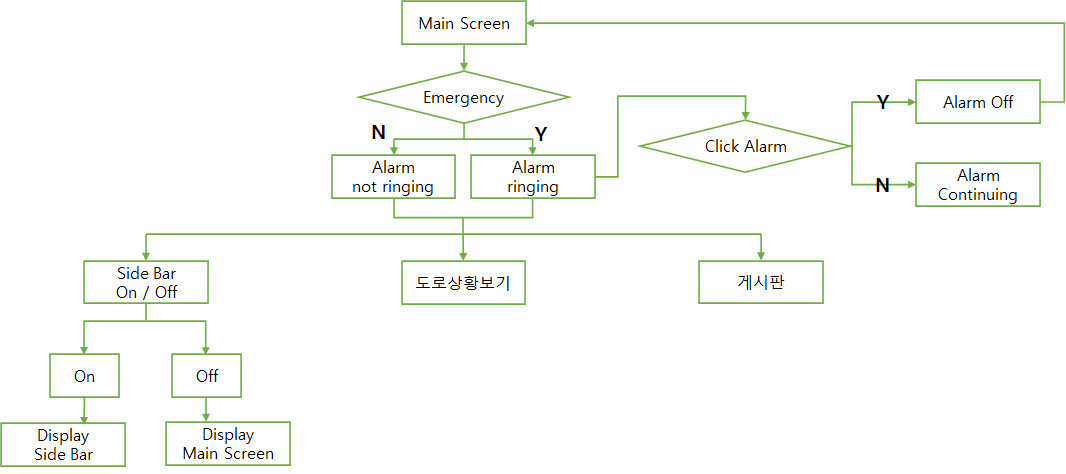 Main Screen
Emergency
N
Y
Alarm
not ringing
Alarm
ringing
Click Alarm
Y
Alarm Off
N
Alarm
Continuing
Side Bar
On / Off
도로상황보기
게시판
On
Off
Display
Side Bar
Display
Main Screen